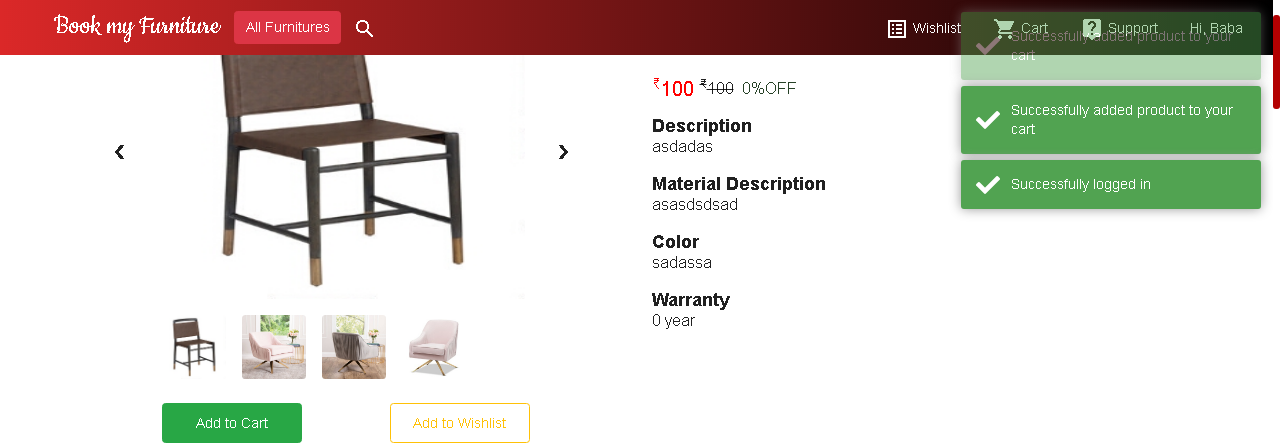 Book my Furniture
All Furnitures
Wishlist
Cart
Support
Hi, Baba
Successfully added product to your
cart
Successfully added product to your
cart
Successfully logged in
₹100 ₹100 0%OFF
Description
asdadas
Material Description
asasdsdsad
Color
sadassa
Warranty
0 year
Add to Cart
Add to Wishlist